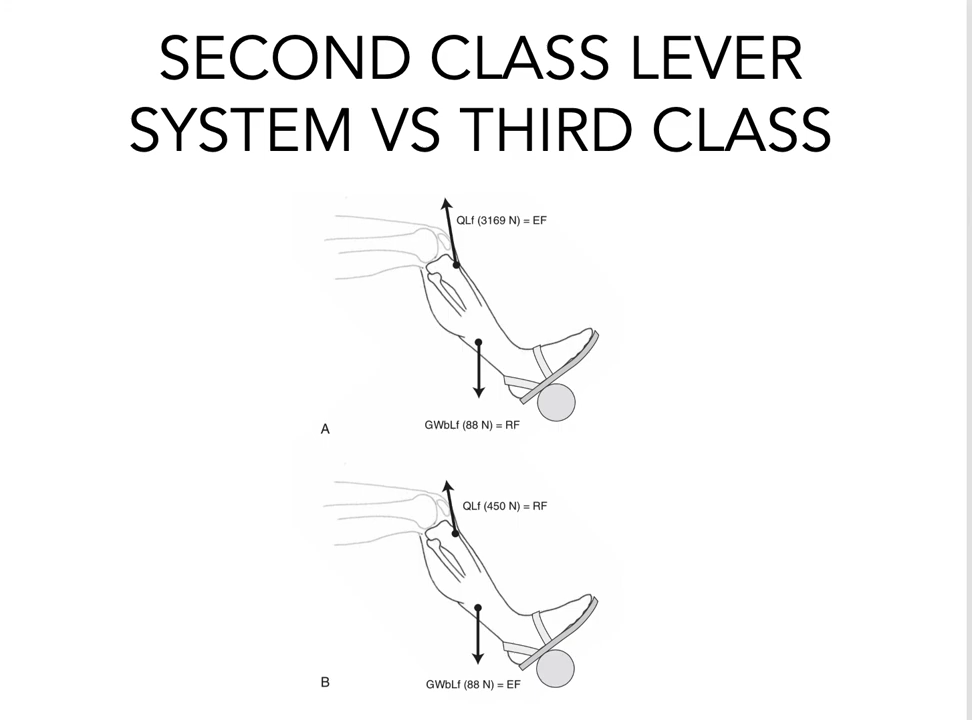 SECOND CLASS LEVER
SYSTEM VS THIRD CLASS
QLf (3169 N) = EF
GWbLf (88 N) = RF
A
QLf (450 N) = RF
B
GWbLf (88 N) = EF